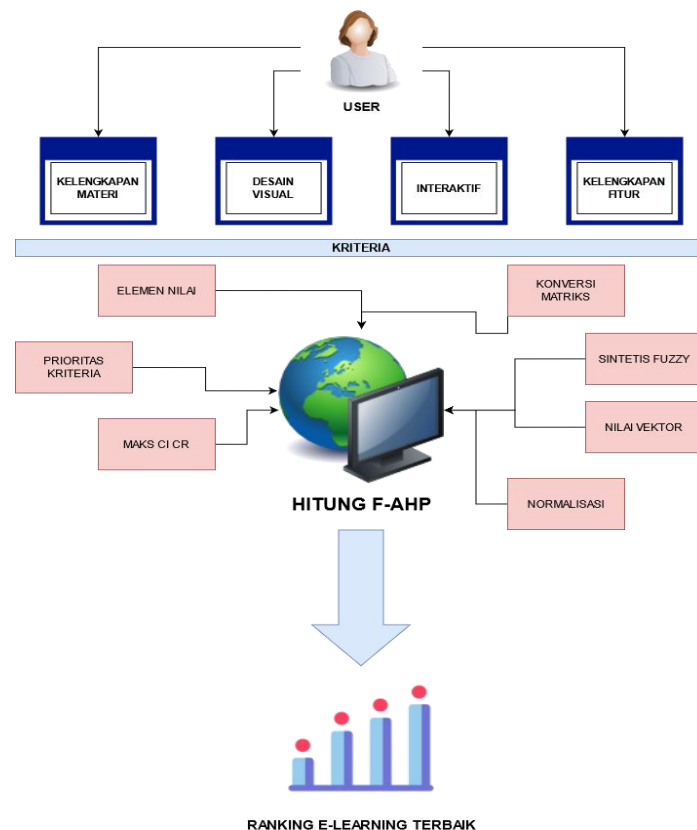 USER
KELENGKAPAN
MATERI
DESAIN
VISUAL
INTERAKTIF
KELENGKAPAN
FITUR
KRITERIA
ELEMEN NILAI
KONVERSI
MATRIKS
PRIORITAS
KRITERIA
SINTETIS FUZZY
MAKS CI CR
NILAI VEKTOR
NORMALISASI
HITUNG F-AHP
RANKING E-LEARNING TERBAIK